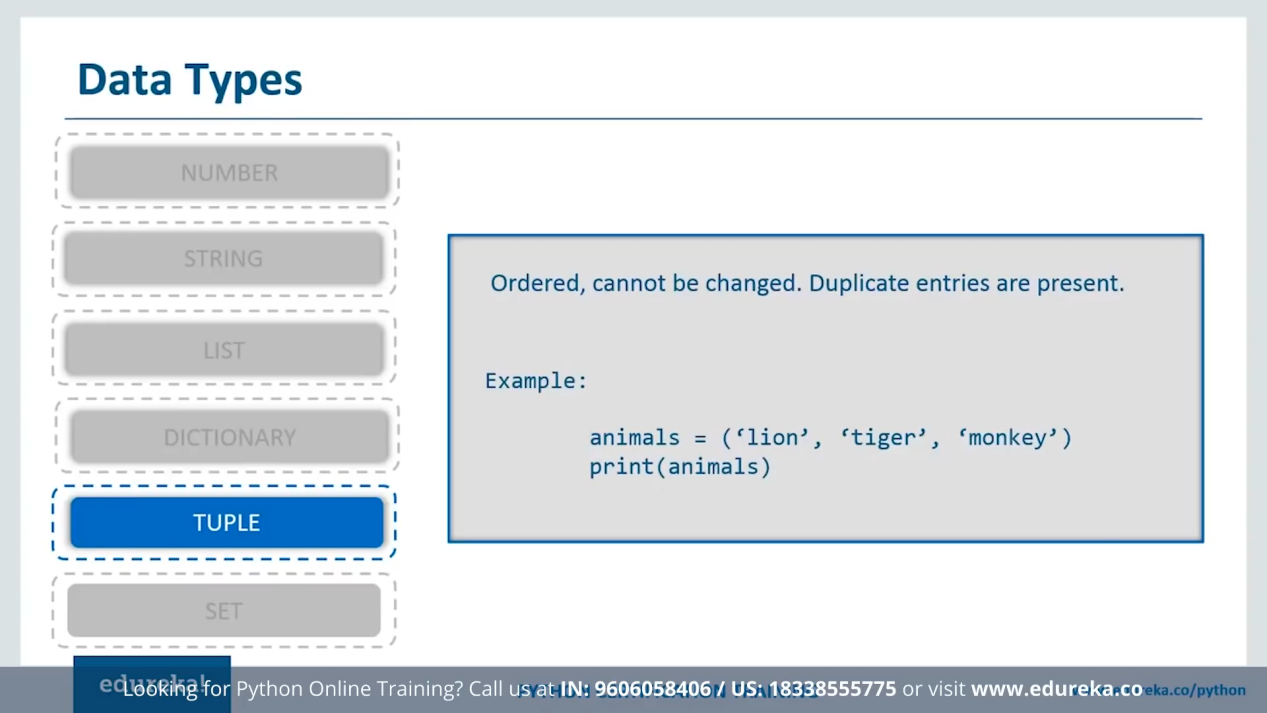 Data Types
NUMBER
STRING
LIST
DICTIONARY
TUPLE
SET
Ordered, cannot be changed. Duplicate entries are present.
Example:
animals = (‘lion’, ‘tiger’, ‘monkey’)
print(animals)
edureka!
Looking for Python Online Training? Call us at IN: 9606058406 / US: 18338555775 or visit www.edureka.co